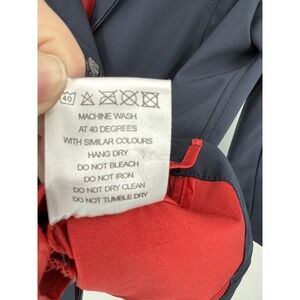 40
MACHINE WASH
AT 40 DEGREES
WITH SIMILAR COLOURS
HANG DRY
DO NOT BLEACH
DO NOT IRON
DO NOT DRY CLEAN
DO NOT TUMBLE DRY